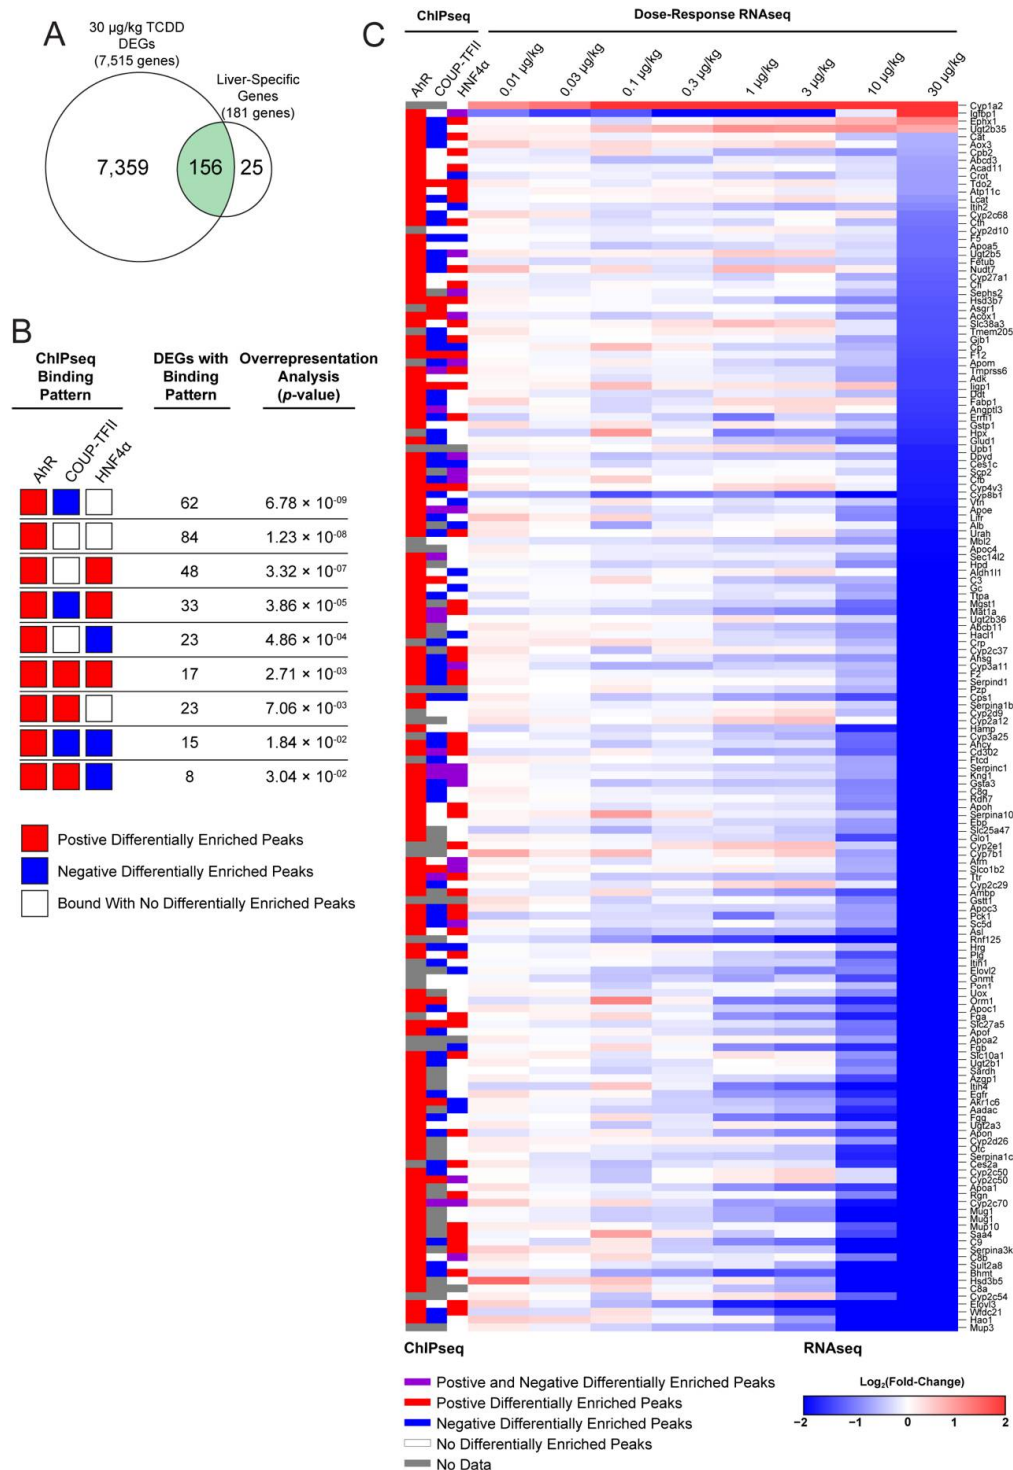 A
30 µg/kg TCDD
DEGs
(7,515 genes)
Liver-Specific
Genes
(181 genes)
7,359
156
25
B
ChIPseq
Binding
Pattern
DEGs with
Binding
Pattern
Overrepresentation
Analysis
(p-value)
AhR
COUP-TFII
HNF4α
62 6.78 × 10⁻⁰⁹
84 1.23 × 10⁻⁰⁸
48 3.32 × 10⁻⁰⁷
33 3.86 × 10⁻⁰⁵
23 4.86 × 10⁻⁰⁴
17 2.71 × 10⁻⁰³
23 7.06 × 10⁻⁰³
15 1.84 × 10⁻⁰²
8 3.04 × 10⁻⁰²
Postive Differentially Enriched Peaks
Negative Differentially Enriched Peaks
Bound With No Differentially Enriched Peaks
C
ChIPseq
Dose-Response RNAseq
AhR
COUP-TFII
HNF4α
0.01 µg/kg
0.03 µg/kg
0.1 µg/kg
0.3 µg/kg
1 µg/kg
3 µg/kg
10 µg/kg
30 µg/kg
Cyp1a2
Igfbp1
Ephx1
Ugt2b35
Cat
Aox3
Cpb2
Abcd3
Acad11
Crot
Tdo2
Atp11c
Lcat
Itih2
Cyp2c68
Cth
Cyp2d10
F5
Apoa5
Ugt2b5
Fetub
Nudt7
Cyp27a1
Cfi
Sephs2
Hsd3b7
Asgr1
Acox1
Slc38a3
Tmem205
Gjb1
Cp
F12
Apom
Tmprss6
Adk
Iigp1
Ddt
Fabp1
Angptl3
Errfi1
Gstp1
Hpx
Glud1
Upb1
Dpyd
Ces1c
Scp2
Cfb
Cyp4v3
Cyp8b1
Vtn
Apoe
Lifr
Alb
Urah
Mbl2
Apoc4
Sec14l2
Hpd
Aldh1l1
C3
Gc
Ttpa
Mgst1
Mat1a
Ugt2b36
Abcb11
Hacl1
Crp
Cyp2c37
Ahsg
Cyp3a11
F2
Serpind1
Pzp
Cps1
Serpina1b
Cyp2d9
Cyp2a12
Hamp
Cyp3a25
Ahcy
Cd302
Ftcd
Serpinc1
Kng1
Gsta3
C8g
Rdh7
Apoh
Serpina10
Ebp
Slc25a47
Glo1
Cyp2e1
Cyp7b1
Afm
Slco1b2
Ttr
Cyp2c29
Ambp
Gstt1
Apoc3
Pck1
Sc5d
Asl
Rnf125
Hrg
Plg
Itih1
Elovl2
Gnmt
Pon1
Uox
Orm1
Apoc1
Fga
Slc27a5
Apof
Apoa2
Fgb
Slc10a1
Ugt2b1
Sardh
Azgp1
Itih4
Egfr
Akr1c6
Aadac
Fgg
Ugt2a3
Apon
Cyp2d26
Otc
Serpina1c
Ces2a
Cyp2c50
Cyp2c50
Apoa1
Rgn
Cyp2c70
Mug1
Mug1
Mup10
Saa4
C9
Serpina3k
C8b
Sult2a8
Bhmt
Hsd3b5
C8a
Cyp2c54
Elovl3
Wfdc21
Hao1
Mup3
ChIPseq
RNAseq
Postive and Negative Differentially Enriched Peaks
Postive Differentially Enriched Peaks
Negative Differentially Enriched Peaks
No Differentially Enriched Peaks
No Data
Log₂(Fold-Change)
−2 −1 0 1 2